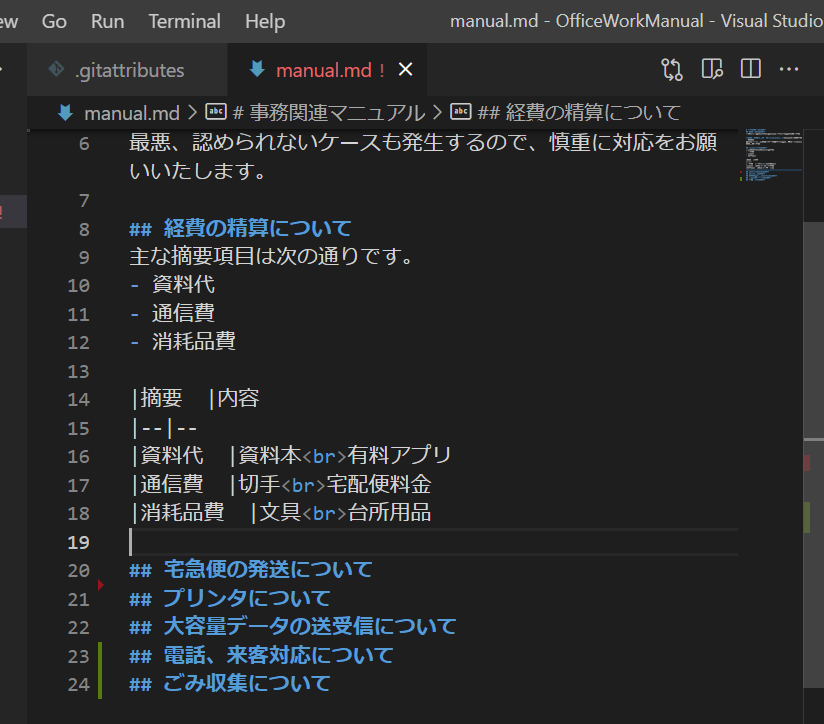 ew Go Run Terminal Help manual.md - OfficeWorkManual - Visual Studio
.gitattributes manual.md !
manual.md > # 事務関連マニュアル > ## 経費の精算について
6 最悪、認められないケースも発生するので、慎重に対応をお願
いいたします。
7
8 ## 経費の精算について
9 主な摘要項目は次の通りです。
10 - 資料代
11 - 通信費
12 - 消耗品費
13
14 |摘要 |内容
15 |--|--
16 |資料代 |資料本<br>有料アプリ
17 |通信費 |切手<br>宅配便料金
18 |消耗品費 |文具<br>台所用品
19
20 ## 宅急便の発送について
21 ## プリンタについて
22 ## 大容量データの送受信について
23 ## 電話、来客対応について
24 ## ごみ収集について